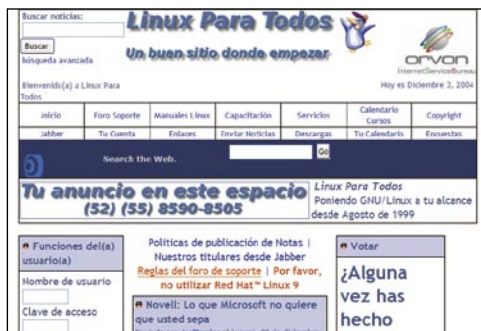 Buscar noticias:
Buscar
búsqueda avanzada
Linux Para Todos
Un buen sitio donde empezar
orvon
InternetServiceBureau
Bienvenido(a) a Linux Para
Todos
Hoy es Diciembre 3, 2004
Inicio
Foro Soporte
Manuales Linux
Capacitación
Servicios
Calendario
Cursos
Copyright
Jabber
Tu Cuenta
Enlaces
Enviar Noticias
Descargas
Tu Calendario
Encuestas
Search the Web.
Go
Tu anuncio en este espacio
(52) (55) 8590-8505
Linux Para Todos
Poniendo GNU/Linux a tu alcance
desde Agosto de 1999
Funciones del(a)
usuario(a)
Nombre de usuario
Clave de acceso
Politicas de publicación de Notas |
Nuestros titulares desde Jabber
Reglas del foro de soporte | Por favor,
no utilizar Red Hat™ Linux 9
Novell: Lo que Microsoft no quiere
que usted sepa
Votar
¿Alguna
vez has
hecho